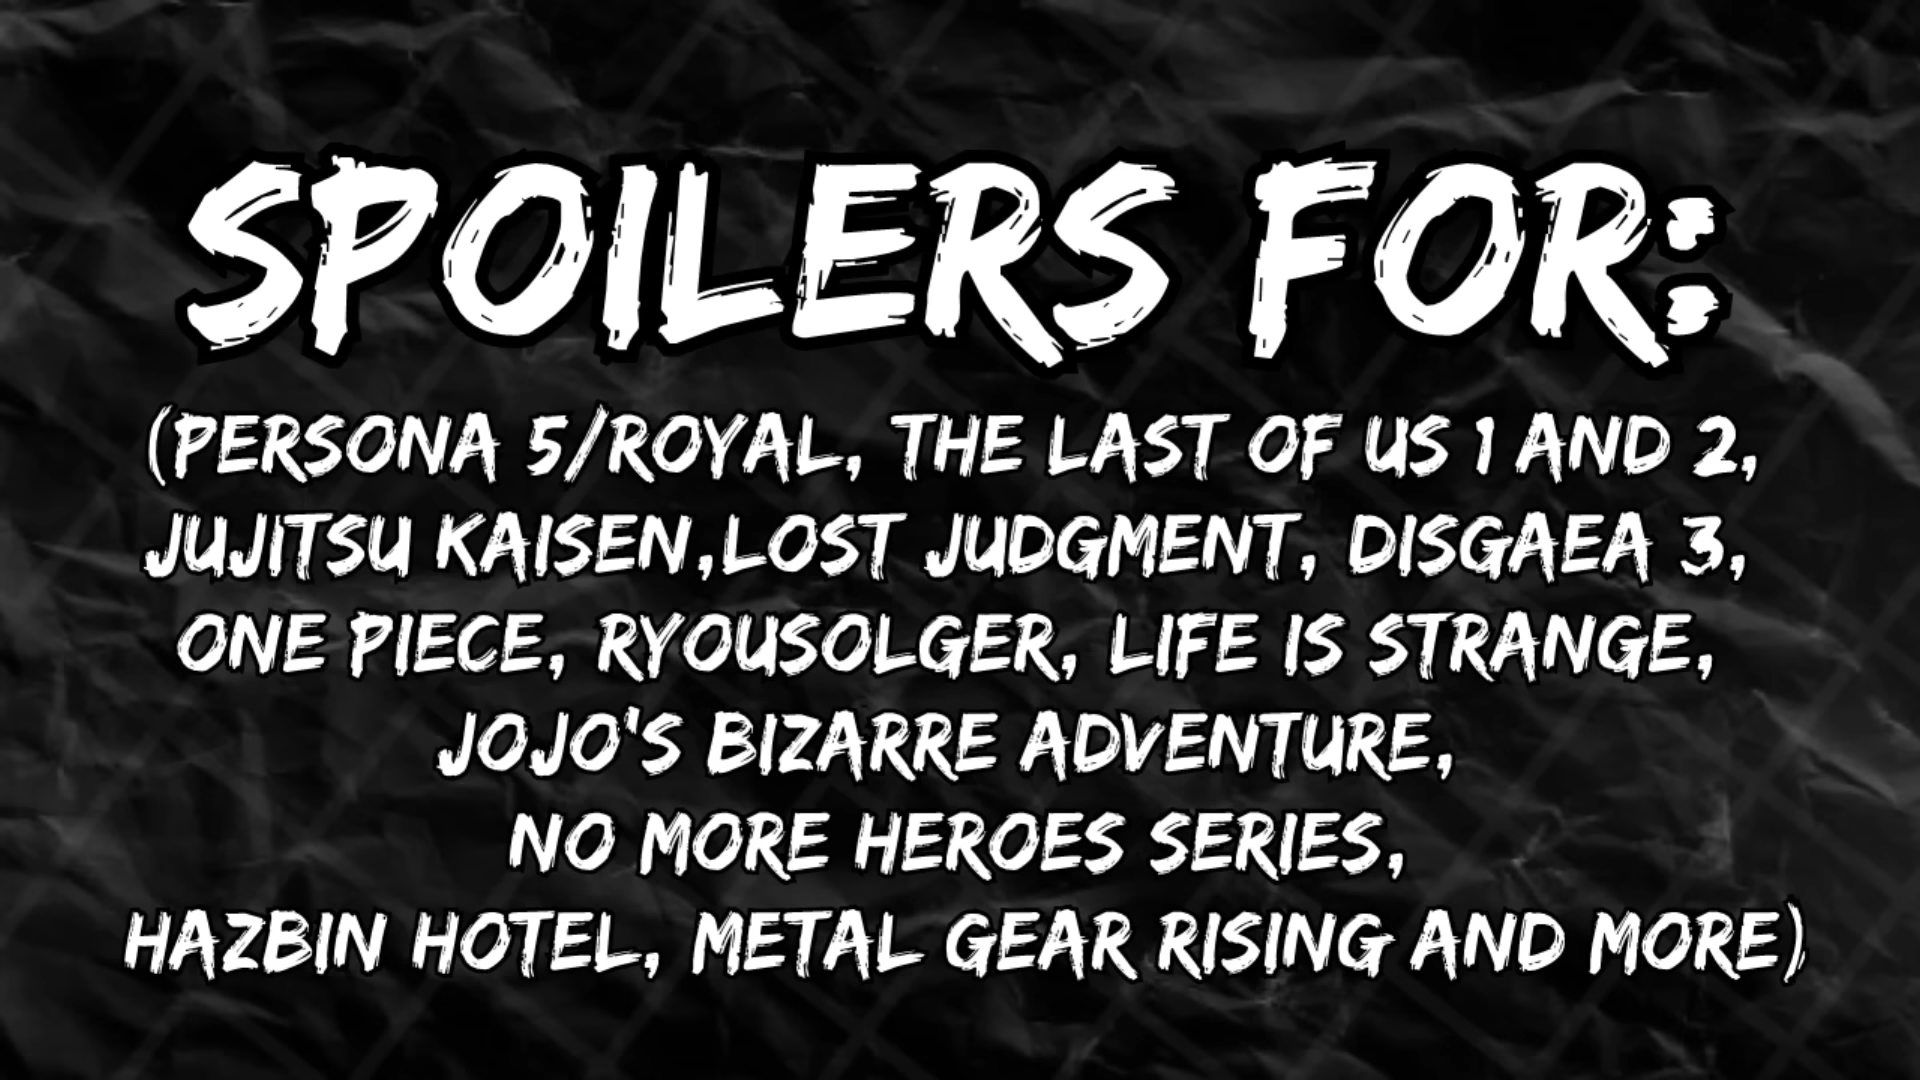 SPOILERS FOR:
(PERSONA 5/ROYAL, THE LAST OF US 1 AND 2,
JUJITSU KAISEN,LOST JUDGMENT, DISGAEA 3,
ONE PIECE, RYOUSOLGER, LIFE IS STRANGE,
JOJO'S BIZARRE ADVENTURE,
NO MORE HEROES SERIES,
HAZBIN HOTEL, METAL GEAR RISING AND MORE)